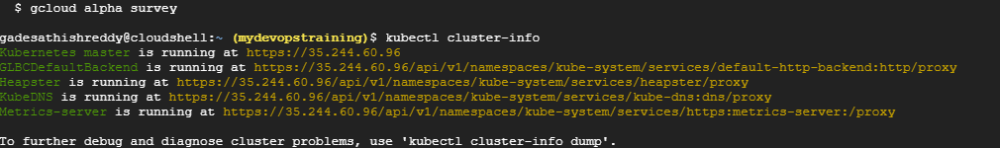 $ gcloud alpha survey
gadesathishreddy@cloudshell:~ (mydevopstraining)$ kubectl cluster-info
Kubernetes master is running at https://35.244.60.96
GLBCDefaultBackend is running at https://35.244.60.96/api/v1/namespaces/kube-system/services/default-http-backend:http/proxy
Heapster is running at https://35.244.60.96/api/v1/namespaces/kube-system/services/heapster/proxy
KubeDNS is running at https://35.244.60.96/api/v1/namespaces/kube-system/services/kube-dns:dns/proxy
Metrics-server is running at https://35.244.60.96/api/v1/namespaces/kube-system/services/https:metrics-server:/proxy
To further debug and diagnose cluster problems, use 'kubectl cluster-info dump'.